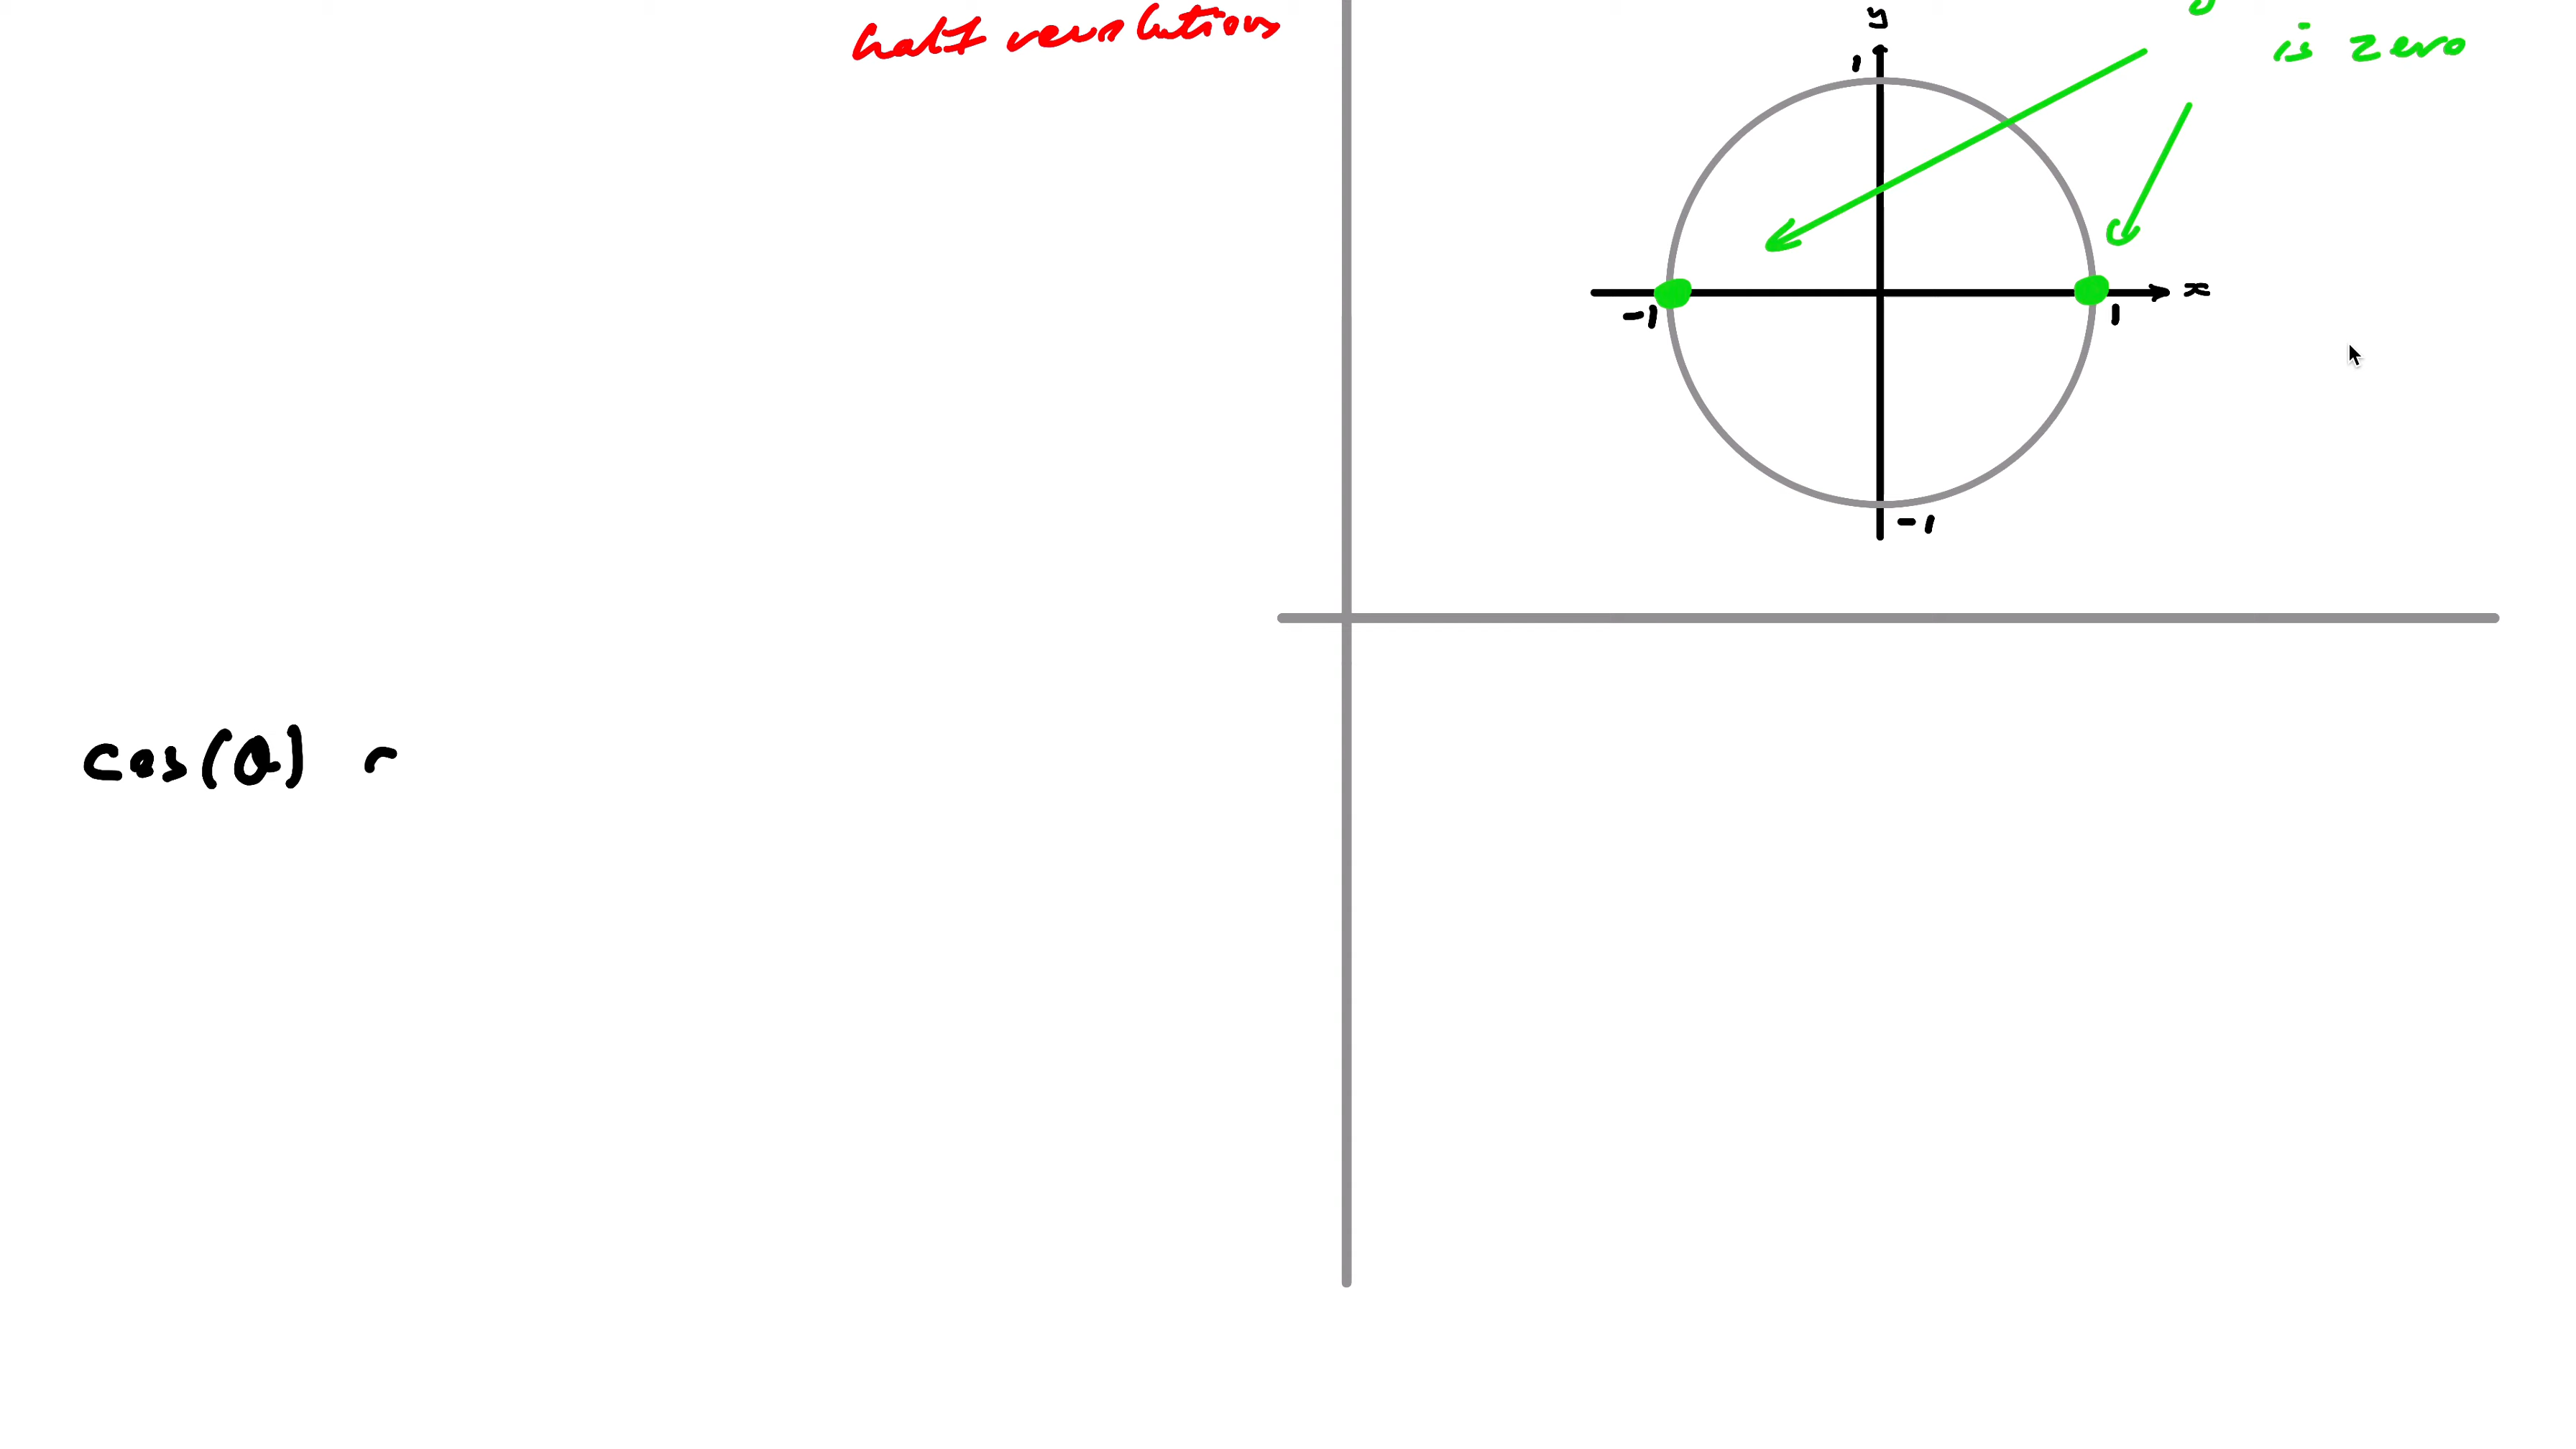 half revolutions
y
is zero
1
-1
1
x
-1
cos(θ)